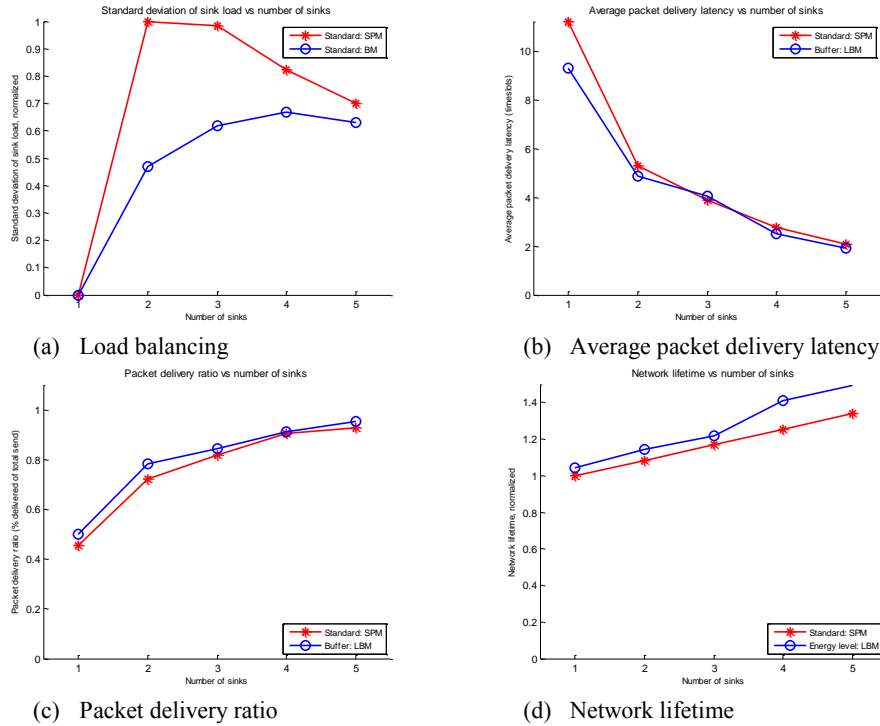 Standard deviation of sink load vs number of sinks
Standard: SPM
Standard: BM
Standard deviation of sink load, normalized
1
0.9
0.8
0.7
0.6
0.5
0.4
0.3
0.2
0.1
0
1 2 3 4 5
Number of sinks
(a) Load balancing
Average packet delivery latency vs number of sinks
Standard: SPM
Buffer: LBM
Average packet delivery latency (timeslots)
10
8
6
4
2
0
1 2 3 4 5
Number of sinks
(b) Average packet delivery latency
Packet delivery ratio vs number of sinks
Packet delivery ratio (% delivered of total send)
1
0.8
0.6
0.4
0.2
0
Standard: SPM
Buffer: LBM
1 2 3 4 5
Number of sinks
(c) Packet delivery ratio
Network lifetime vs number of sinks
Network lifetime, normalized
1.4
1.2
1
0.8
0.6
0.4
0.2
0
Standard: SPM
Energy level: LBM
1 2 3 4 5
Number of sinks
(d) Network lifetime